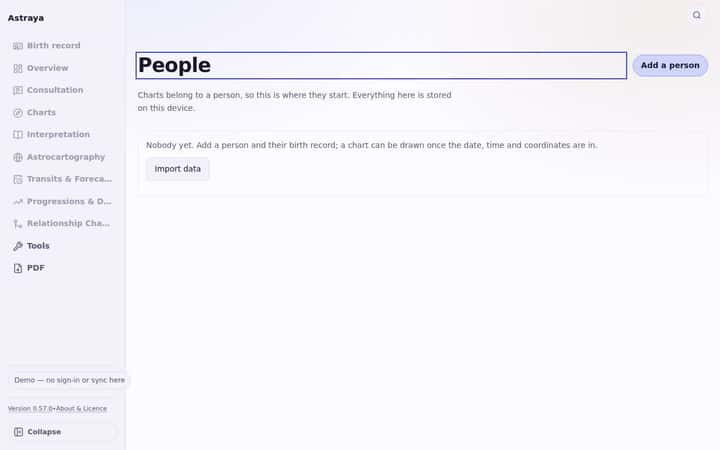 Astraya
Birth record
Overview
Consultation
Charts
Interpretation
Astrocartography
Transits & Foreca…
Progressions & D…
Relationship Cha…
Tools
PDF
Demo — no sign-in or sync here
Version 0.57.0•About & Licence
Collapse
People
Add a person
Charts belong to a person, so this is where they start. Everything here is stored
on this device.
Nobody yet. Add a person and their birth record; a chart can be drawn once the date, time and coordinates are in.
Import data